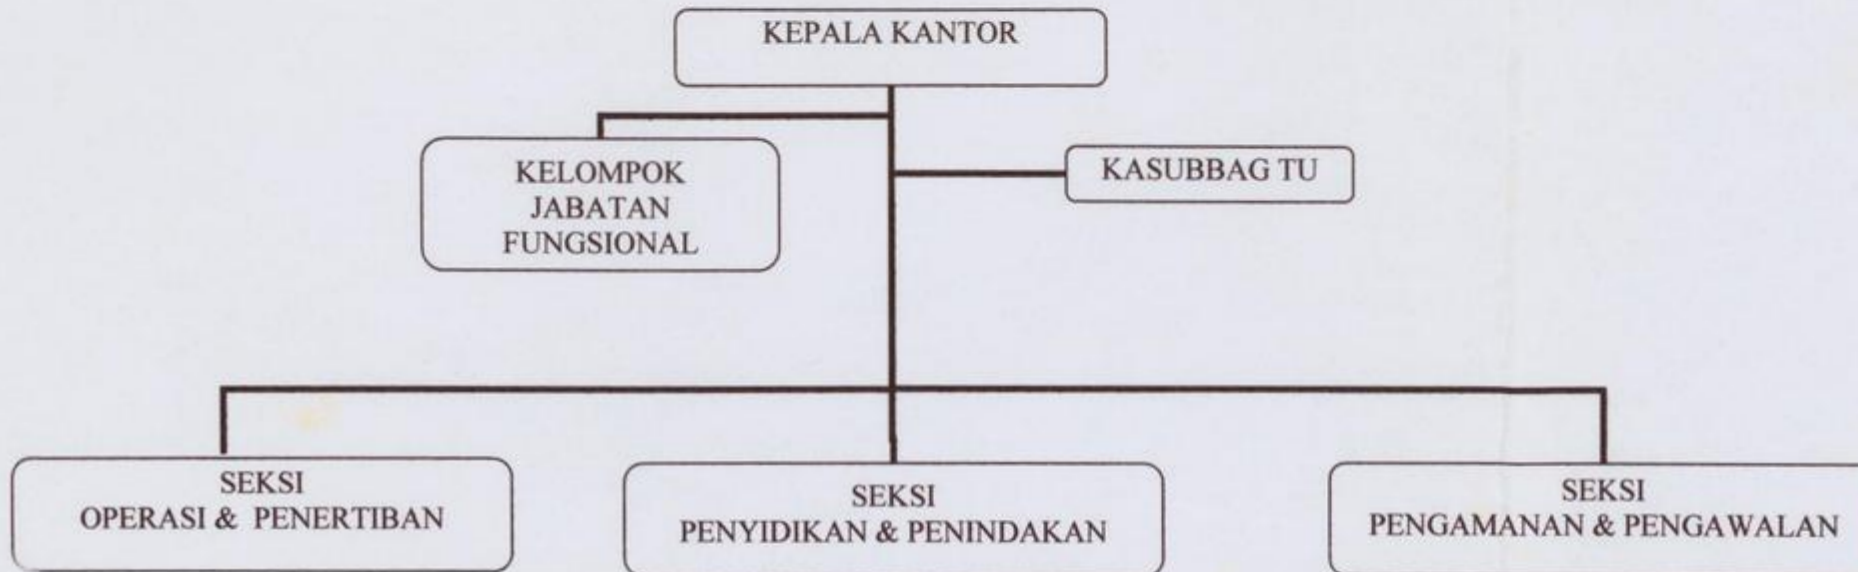 KEPALA KANTOR
KELOMPOK
JABATAN
FUNGSIONAL
KASUBBAG TU
SEKSI
OPERASI & PENERTIBAN
SEKSI
PENYIDIKAN & PENINDAKAN
SEKSI
PENGAMANAN & PENGAWALAN